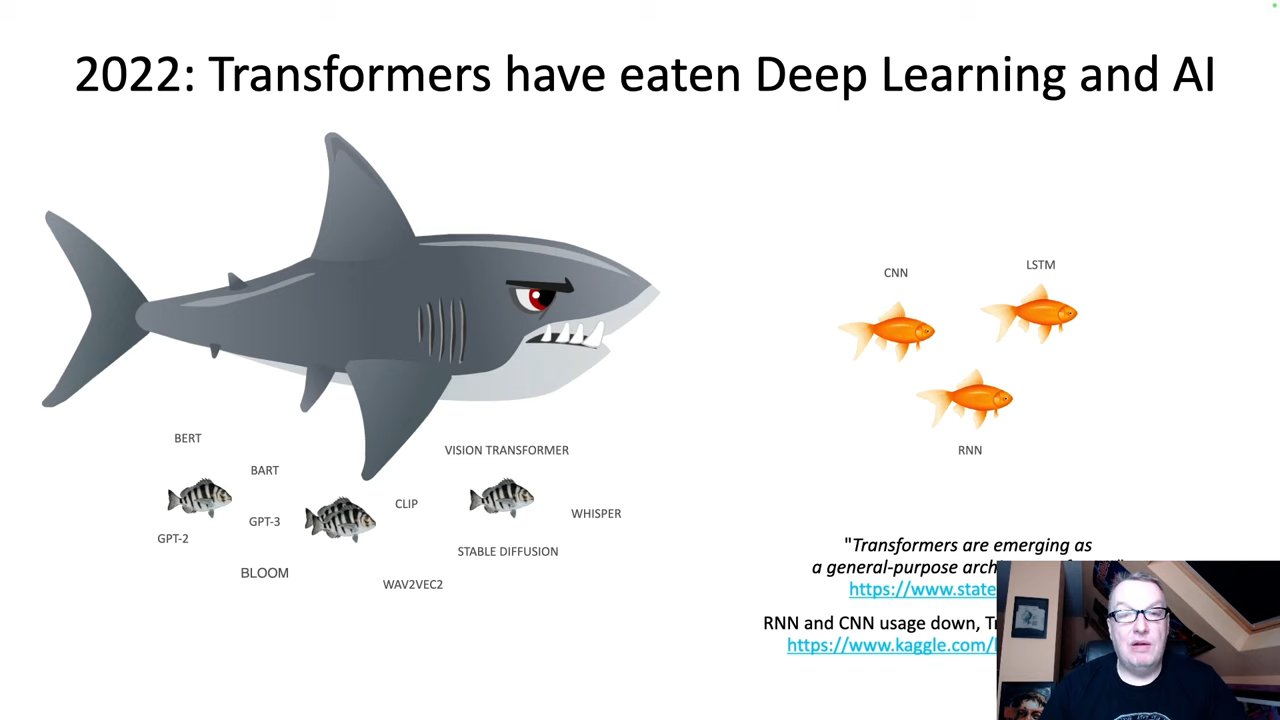 2022: Transformers have eaten Deep Learning and AI
CNN
LSTM
RNN
BERT
BART
GPT-2
GPT-3
BLOOM
CLIP
WAV2VEC2
VISION TRANSFORMER
WHISPER
STABLE DIFFUSION
"Transformers are emerging as
a general-purpose
https://www.state
RNN and CNN usage down,
https://www.kaggle.com/